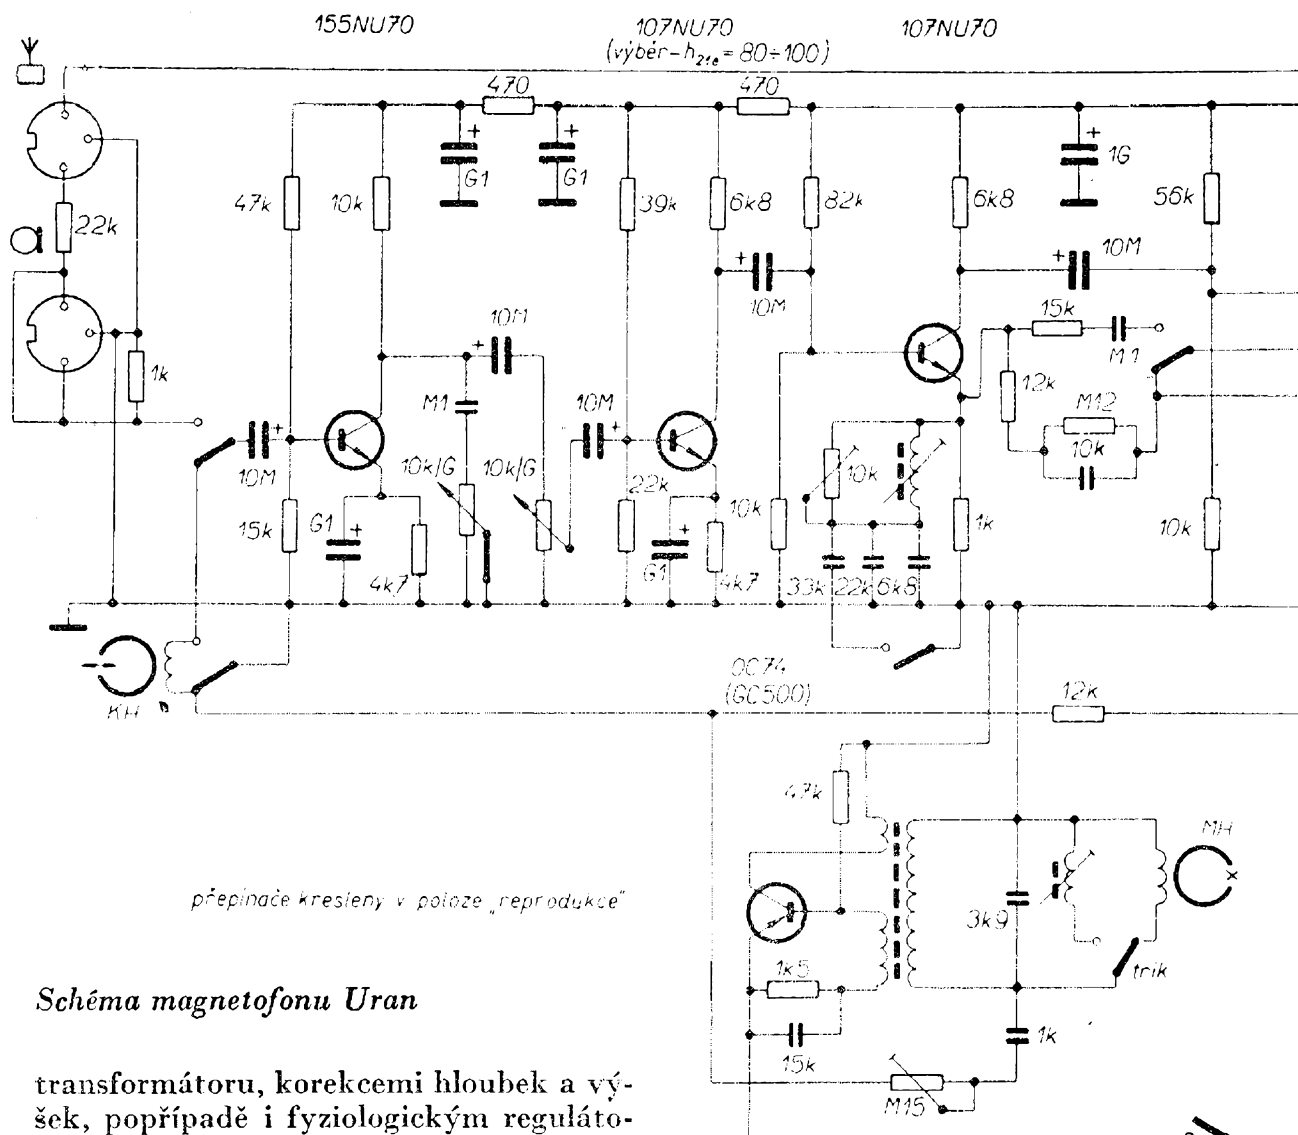 155NU70
107NU70
107NU70
(výběr-h21e = 80÷100)
470
470
G1
G1
1G
47k
10k
39k
6k8
82k
6k8
56k
22k
10M
10M
10M
15k
1k
M1
12k
M1
10M
M12
10k
10M
10k/G
10k/G
22k
10k
15k
G1
10k
1k
10k
4k7
G1
4k7
33k
22k
6k8
KH
OC74
(GC500)
12k
47k
MH
přepínače kresleny v poloze „reprodukce"
3k9
1k5
trik
Schéma magnetofonu Uran
15k
1k
M15
transformátoru, korekcemi hloubek a vý-
šek, popřípadě i fyziologickým reguláto-